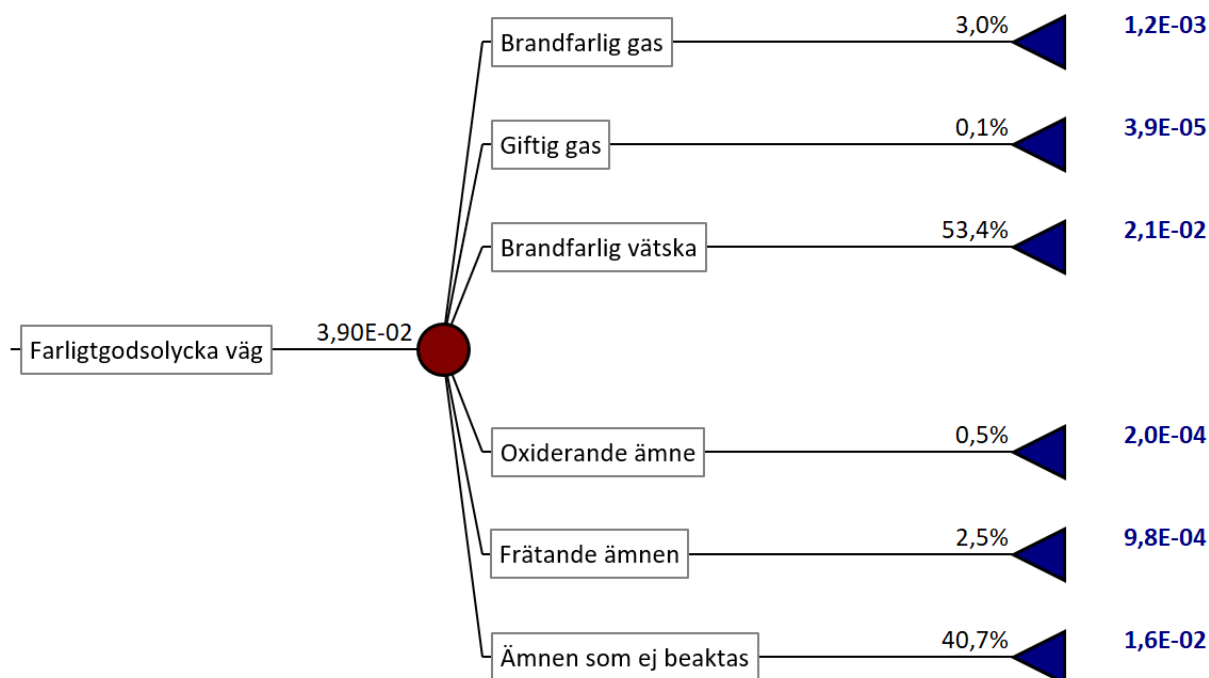 Brandfarlig gas 3,0% 1,2E-03
Giftig gas 0,1% 3,9E-05
Brandfarlig vätska 53,4% 2,1E-02
Farligtgodsolycka väg 3,90E-02
Oxiderande ämne 0,5% 2,0E-04
Frätande ämnen 2,5% 9,8E-04
Ämnen som ej beaktas 40,7% 1,6E-02